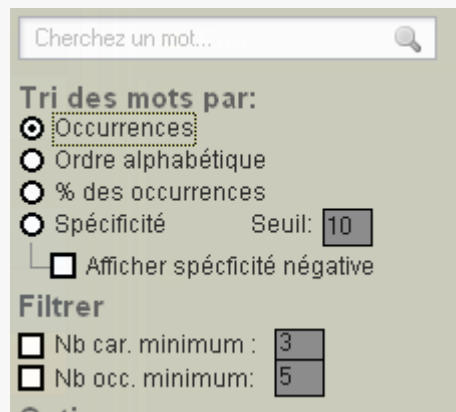 Cherchez un mot...
Tri des mots par:
Occurrences
Ordre alphabétique
% des occurrences
Spécificité Seuil: 10
Afficher spécficité négative
Filtrer
Nb car. minimum : 3
Nb occ. minimum: 5